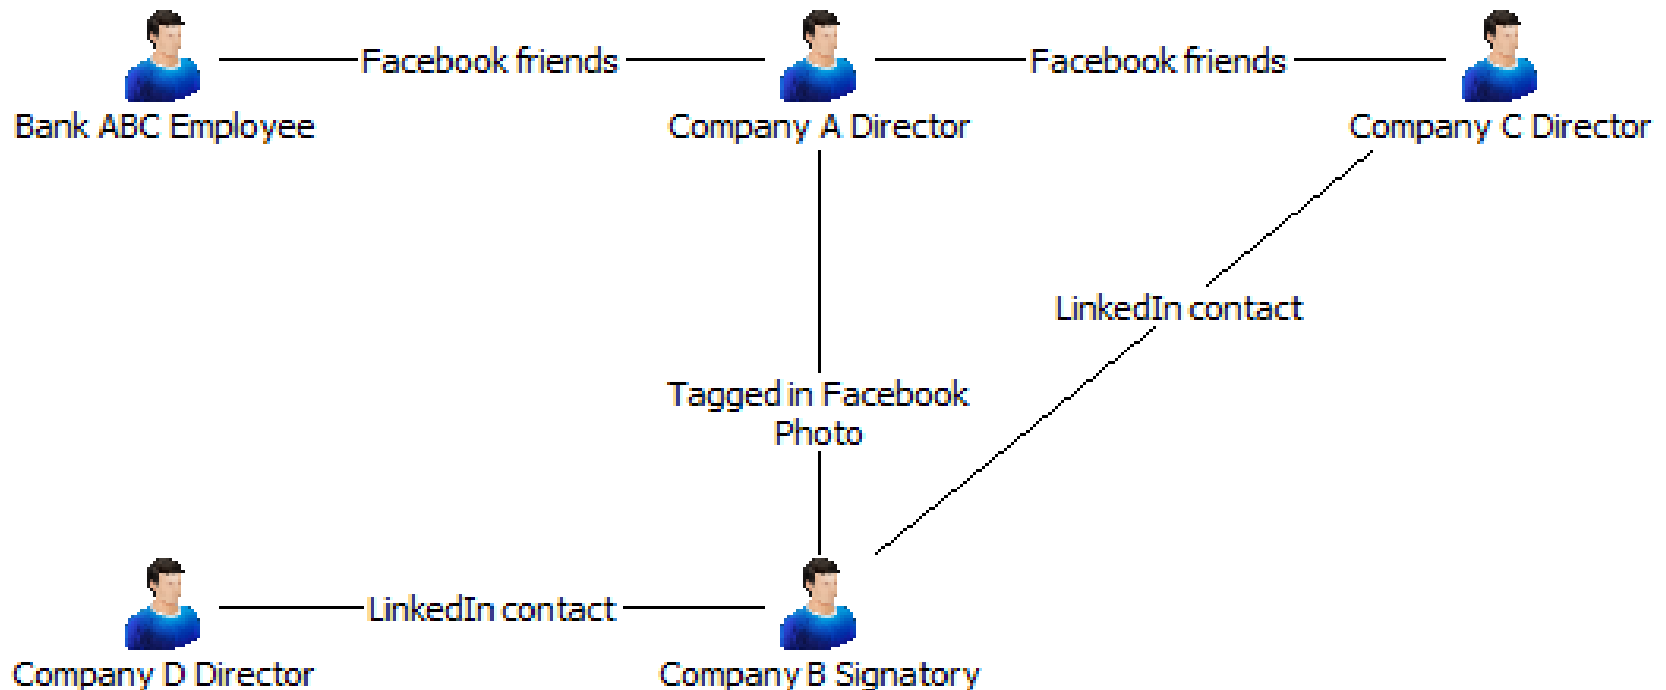 Facebook friends
Facebook friends
Bank ABC Employee
Company A Director
Company C Director
LinkedIn contact
Tagged in Facebook
Photo
LinkedIn contact
Company D Director
Company B Signatory